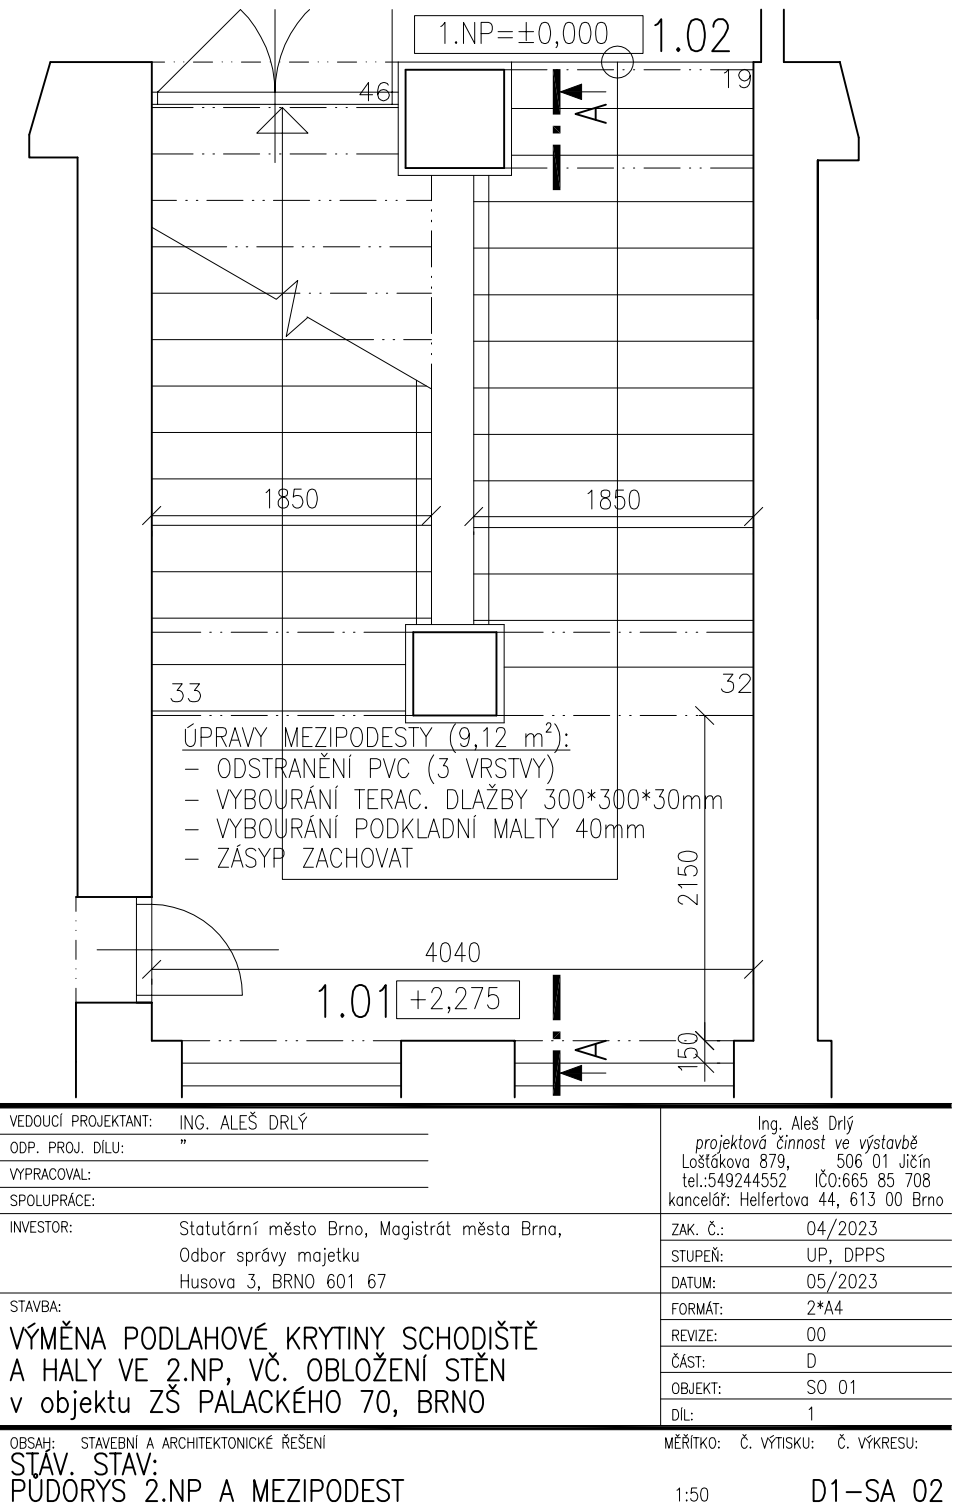 1.NP=±0,000
1.02
46
19
A
1850
1850
33
32
ÚPRAVY MEZIPODESTY (9,12 m²):
– ODSTRANĚNÍ PVC (3 VRSTVY)
– VYBOURÁNÍ TERAC. DLAŽBY 300*300*30mm
– VYBOURÁNÍ PODKLADNÍ MALTY 40mm
– ZÁSYP ZACHOVAT
2150
4040
1.01
+2,275
150
A
VEDOUCÍ PROJEKTANT: ING. ALEŠ DRLÝ
ODP. PROJ. DÍLU: "
VYPRACOVAL:
SPOLUPRÁCE:
Ing. Aleš Drlý
projektová činnost ve výstavbě
Lošťákova 879, 506 01 Jičín
tel.:549244552 IČO:665 85 708
kancelář: Helfertova 44, 613 00 Brno
INVESTOR: Statutární město Brno, Magistrát města Brna,
Odbor správy majetku
Husova 3, BRNO 601 67
ZAK. Č.: 04/2023
STUPEŇ: UP, DPPS
DATUM: 05/2023
FORMÁT: 2*A4
REVIZE: 00
ČÁST: D
OBJEKT: SO 01
DÍL: 1
STAVBA:
VÝMĚNA PODLAHOVÉ KRYTINY SCHODIŠTĚ
A HALY VE 2.NP, VČ. OBLOŽENÍ STĚN
v objektu ZŠ PALACKÉHO 70, BRNO
OBSAH: STAVEBNÍ A ARCHITEKTONICKÉ ŘEŠENÍ
STÁV. STAV:
PŮDORYS 2.NP A MEZIPODEST
MĚŘÍTKO: Č. VÝTISKU: Č. VÝKRESU:
1:50 D1–SA 02